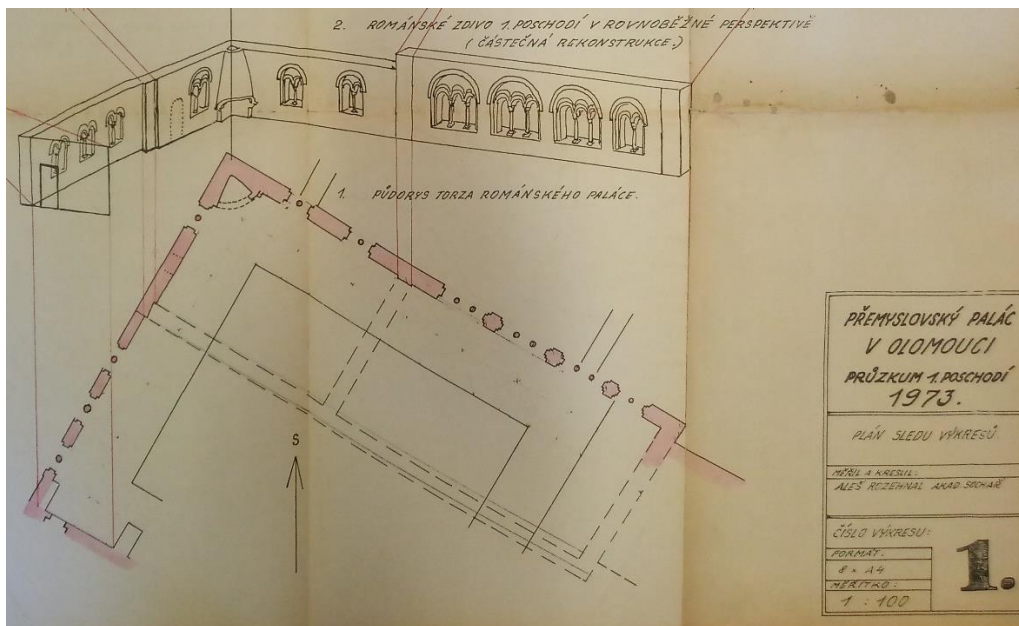 2. ROMÁNSKÉ ZDIVO 1. POSCHODÍ V ROVNOBĚŽNÉ PERSPEKTIVĚ
( ČÁSTEČNÁ REKONSTRUKCE.)
1. PŮDORYS TORZA ROMÁNSKÉHO PALÁCE.
S
PŘEMYSLOVSKÝ PALÁC
V OLOMOUCI
PRŮZKUM 1. POSCHODÍ
1973.
PLÁN SLEDU VÝKRESŮ
MĚŘIL A KRESLIL:
ALEŠ ROZEHNAL AKAD. SOCHAŘ
ČÍSLO VÝKRESU:
1.
FORMÁT:
8 × A4
MĚŘÍTKO:
1 : 100